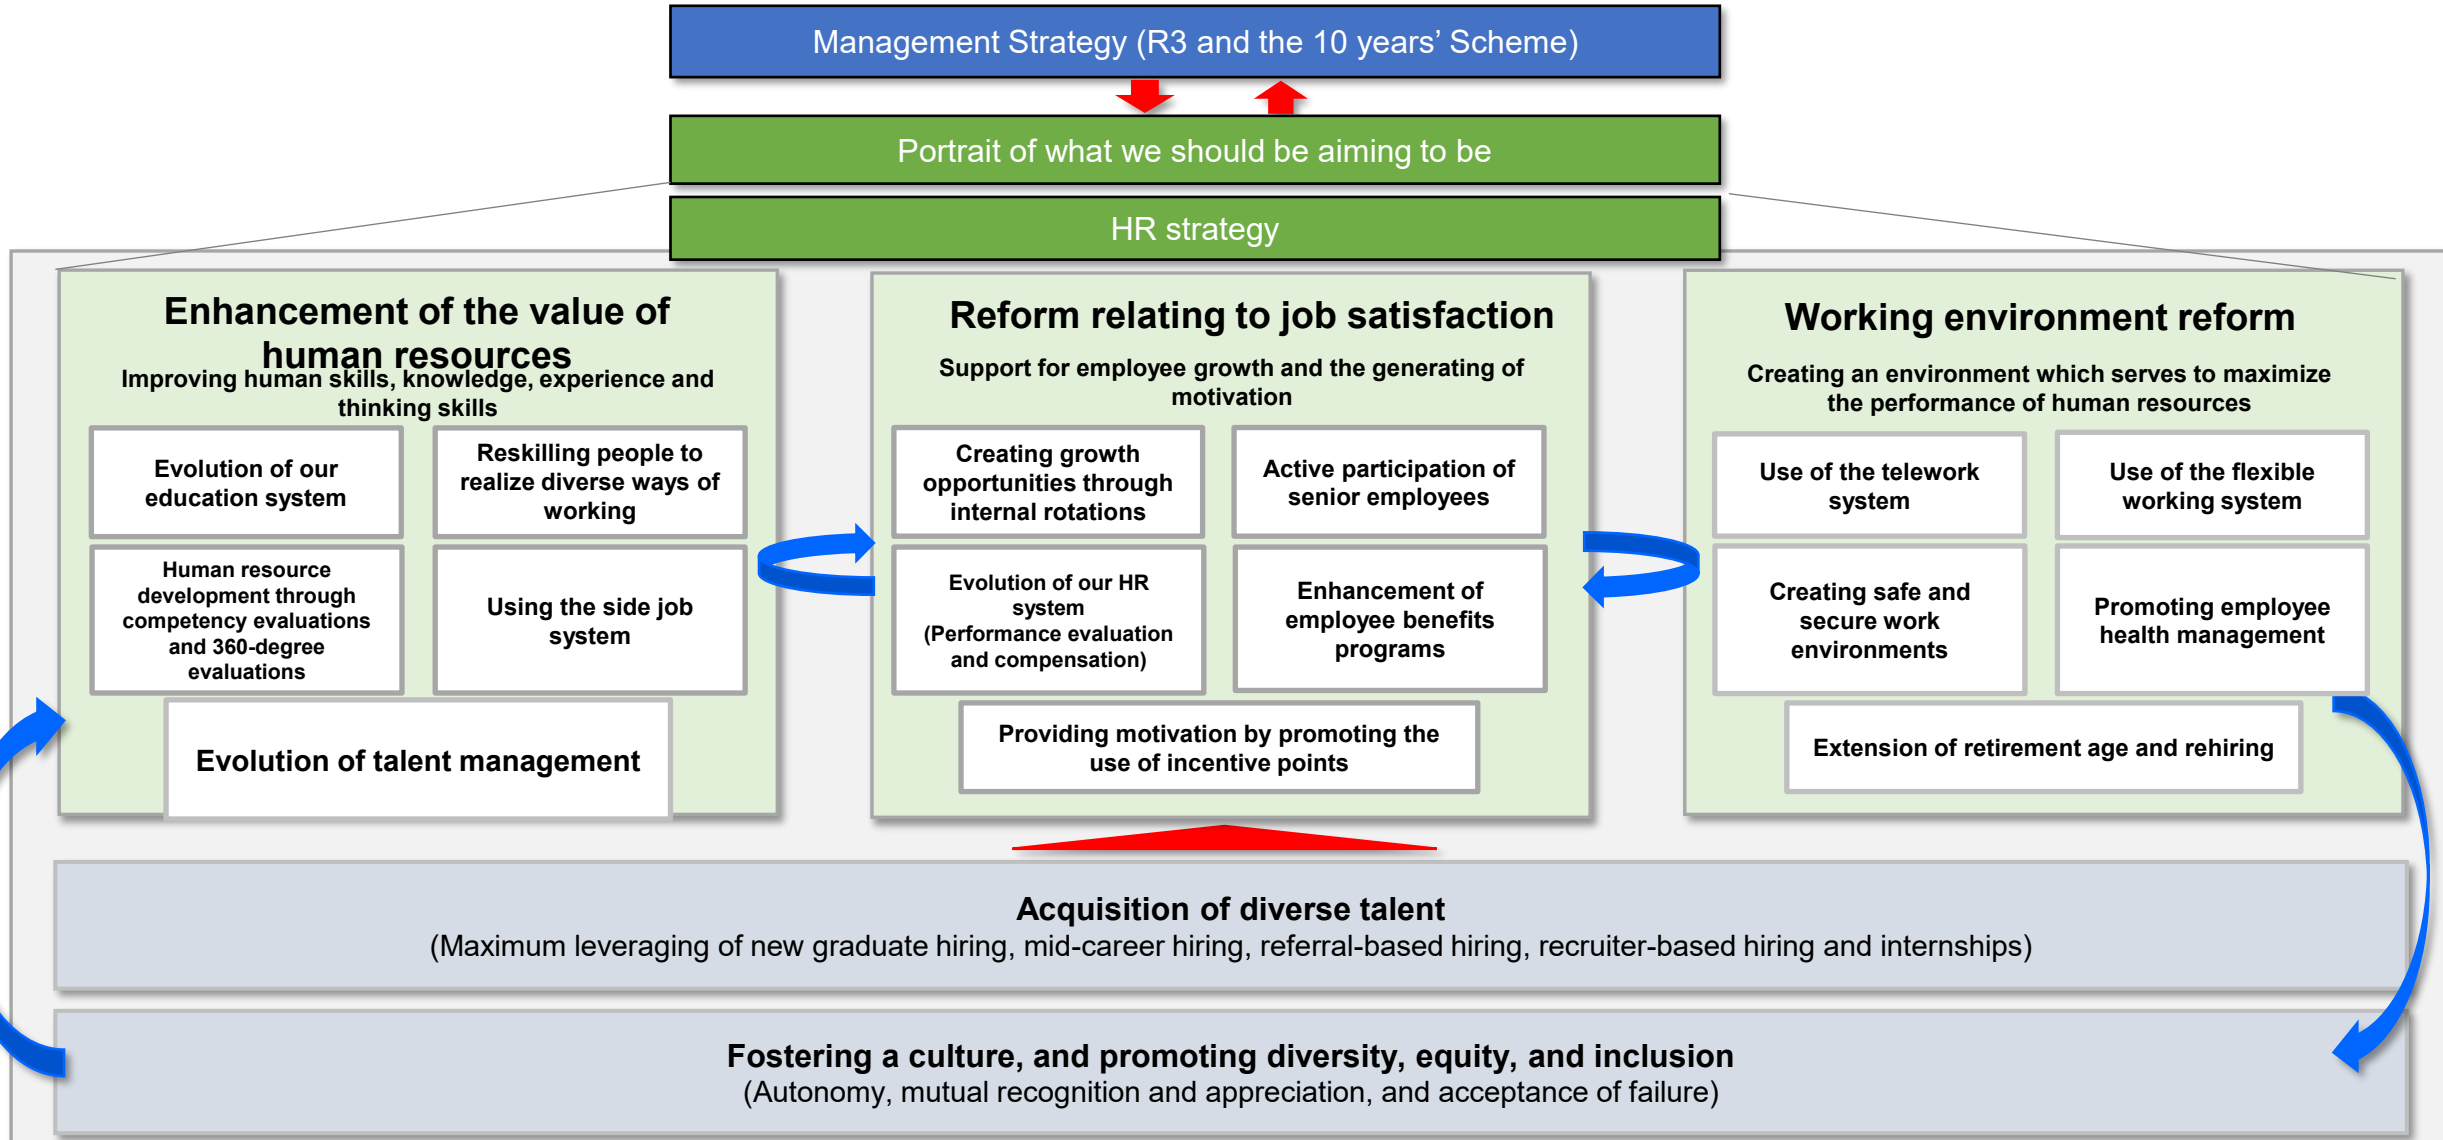 Management Strategy (R3 and the 10 years’ Scheme)
Portrait of what we should be aiming to be
HR strategy
Enhancement of the value of
human resources
Improving human skills, knowledge, experience and
thinking skills
Evolution of our
education system
Reskilling people to
realize diverse ways of
working
Human resource
development through
competency evaluations
and 360-degree
evaluations
Using the side job
system
Evolution of talent management
Reform relating to job satisfaction
Support for employee growth and the generating of
motivation
Creating growth
opportunities through
internal rotations
Active participation of
senior employees
Evolution of our HR
system
(Performance evaluation
and compensation)
Enhancement of
employee benefits
programs
Providing motivation by promoting the
use of incentive points
Working environment reform
Creating an environment which serves to maximize
the performance of human resources
Use of the telework
system
Use of the flexible
working system
Creating safe and
secure work
environments
Promoting employee
health management
Extension of retirement age and rehiring
Acquisition of diverse talent
(Maximum leveraging of new graduate hiring, mid-career hiring, referral-based hiring, recruiter-based hiring and internships)
Fostering a culture, and promoting diversity, equity, and inclusion
(Autonomy, mutual recognition and appreciation, and acceptance of failure)